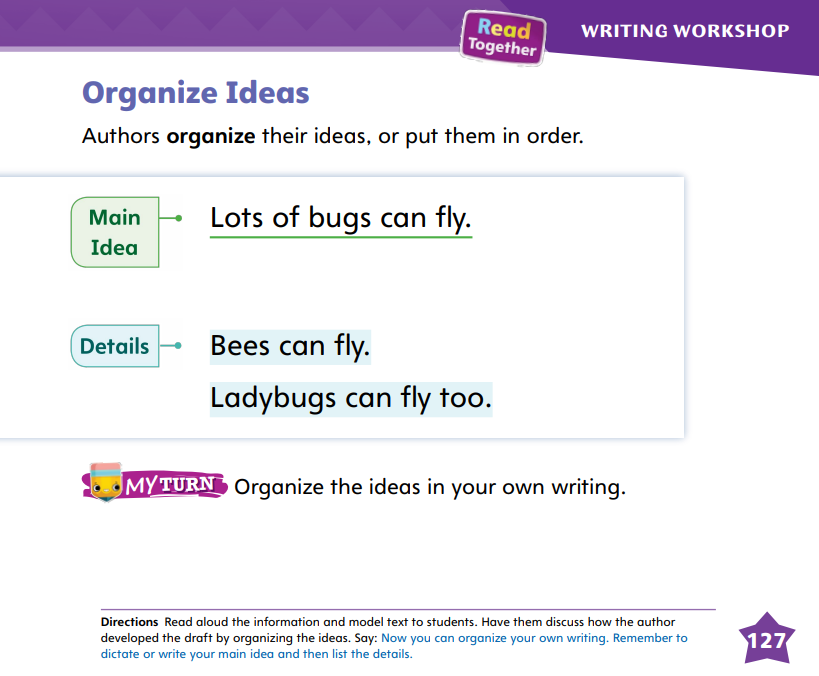 Read
Together
WRITING WORKSHOP
Organize Ideas
Authors organize their ideas, or put them in order.
Main
Idea
Lots of bugs can fly.
Details
Bees can fly.
Ladybugs can fly too.
MY TURN Organize the ideas in your own writing.
Directions Read aloud the information and model text to students. Have them discuss how the author
developed the draft by organizing the ideas. Say: Now you can organize your own writing. Remember to
dictate or write your main idea and then list the details.
127